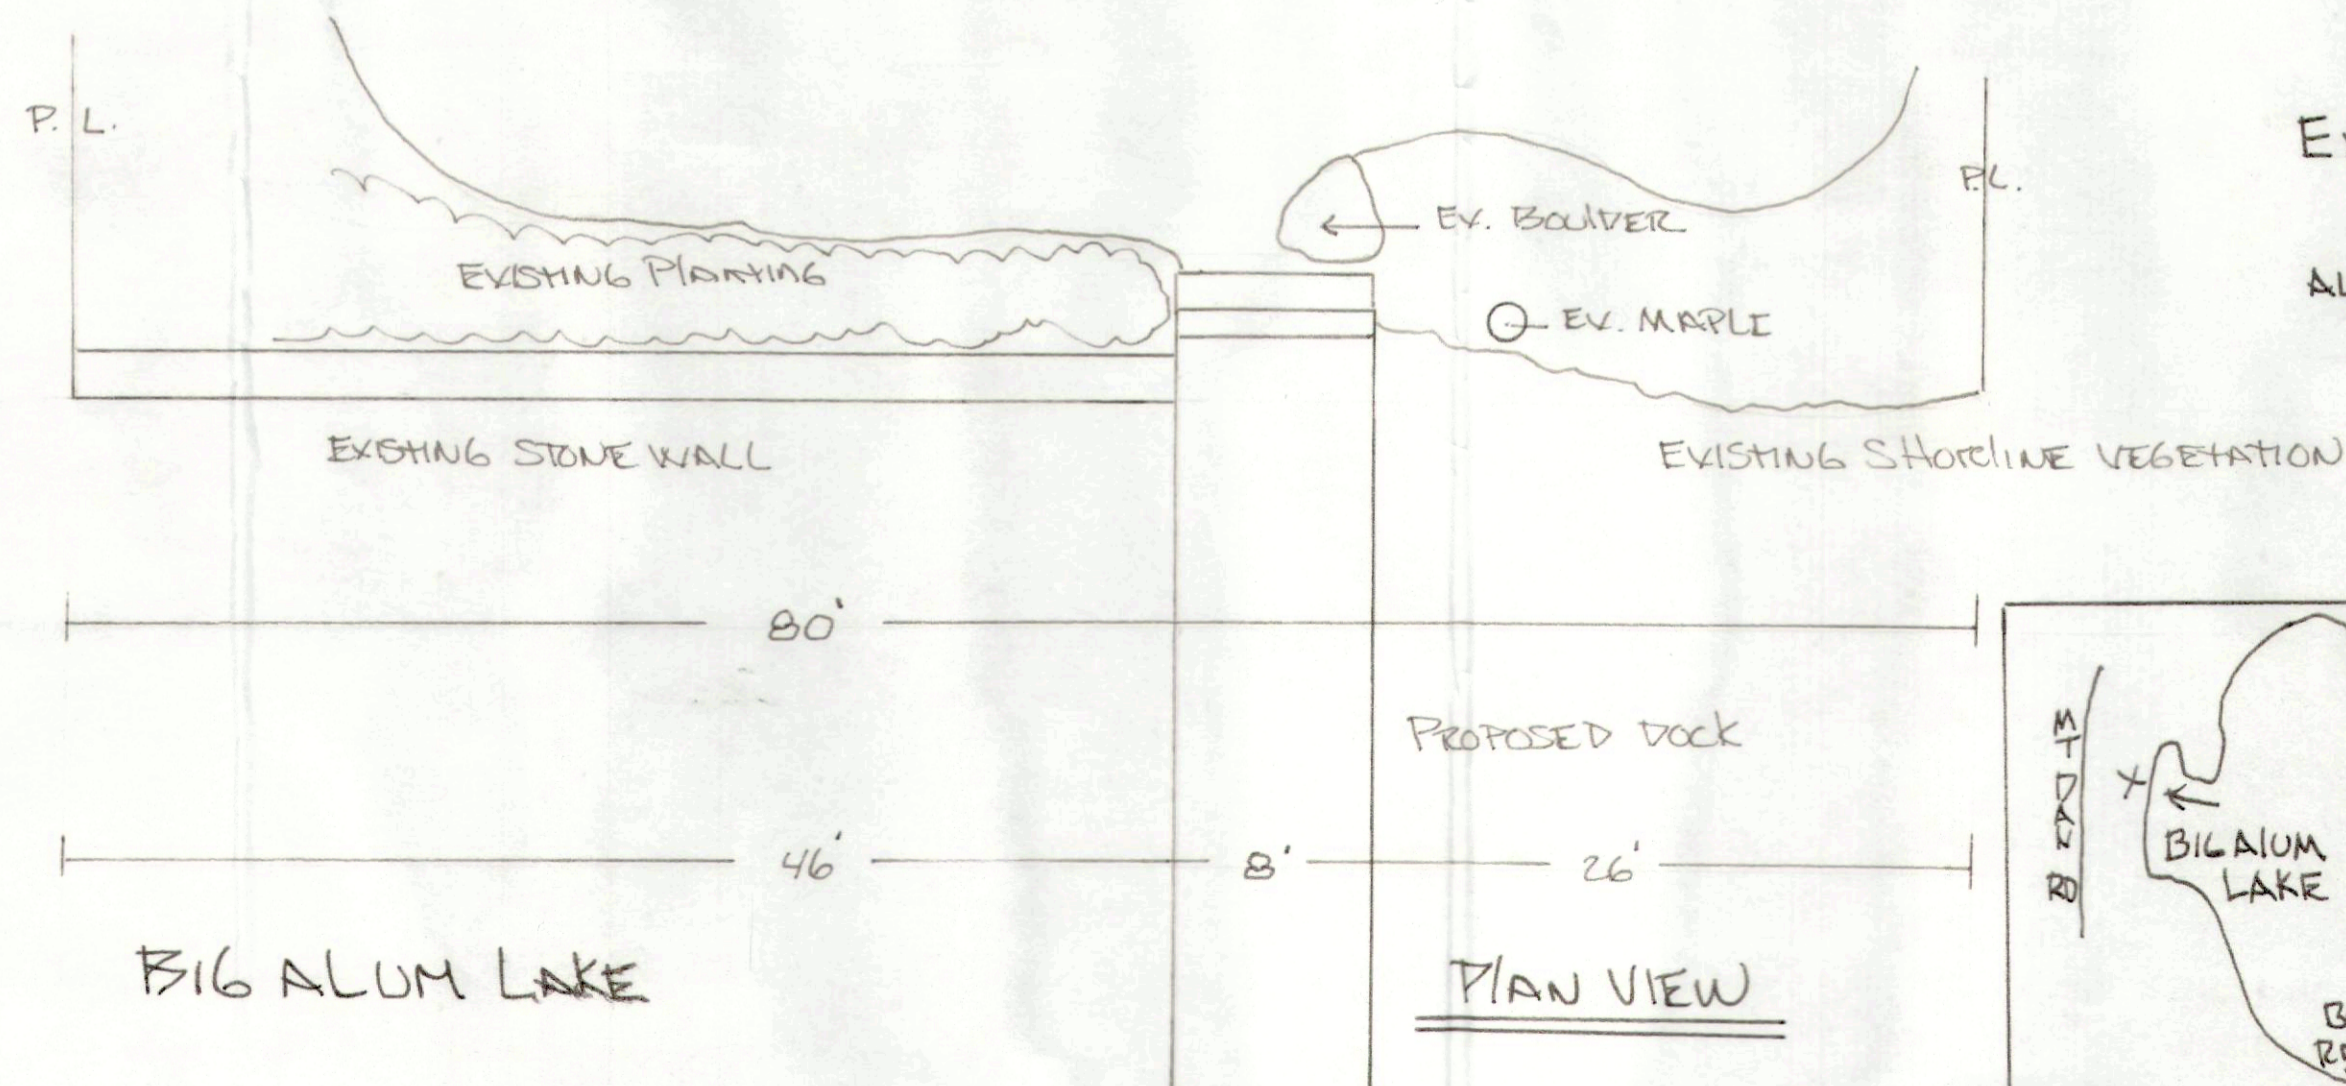 P. L.
P.L.
EX. BOULDER
EXISTING PLANTING
EX. MAPLE
EXISTING STONE WALL
EXISTING SHORELINE VEGETATION
80'
PROPOSED DOCK
46' 8' 26'
BIG ALUM LAKE
PLAN VIEW
MT DAN RD
X
BIG ALUM
LAKE